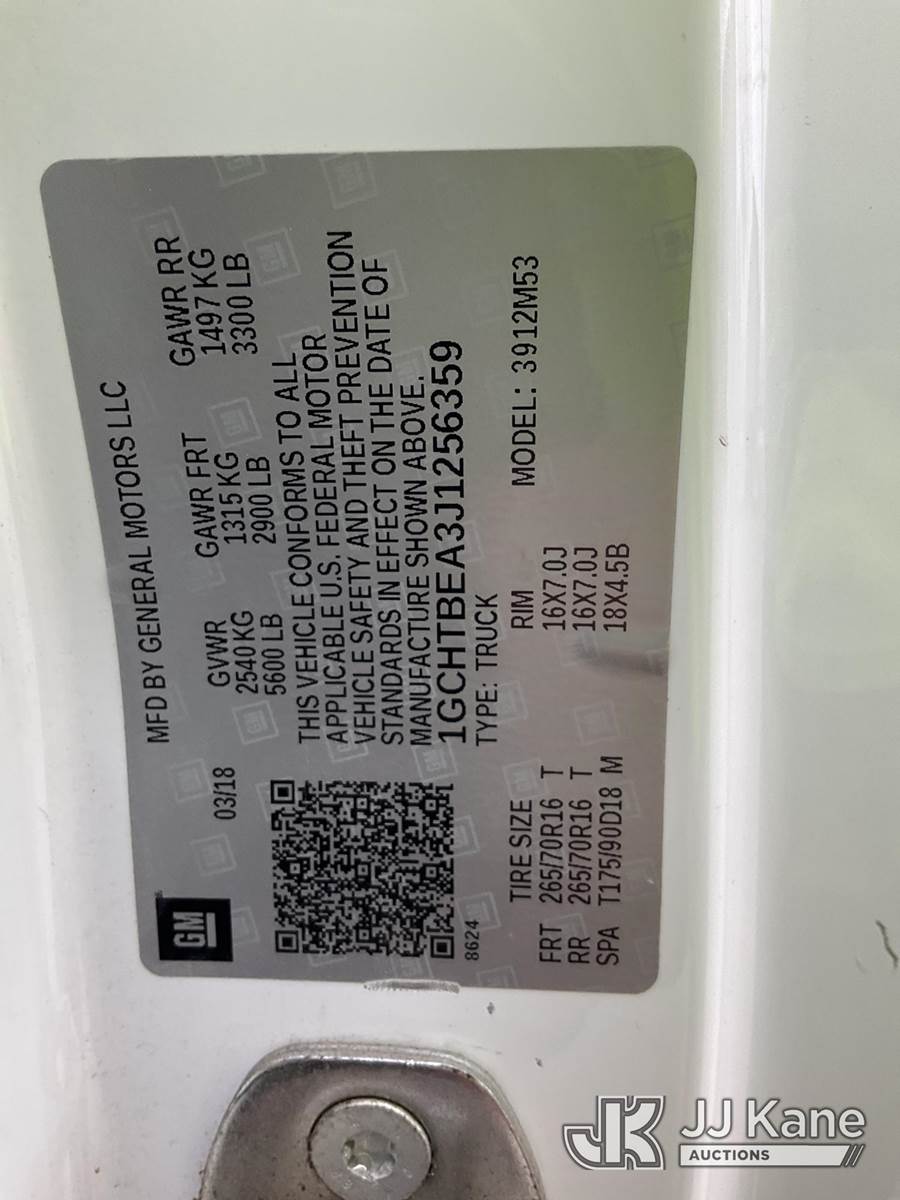 GM
MFD BY GENERAL MOTORS LLC
03/18
GVWR GAWR FRT GAWR RR
2540 KG 1315 KG 1497 KG
5600 LB 2900 LB 3300 LB
THIS VEHICLE CONFORMS TO ALL
APPLICABLE U.S. FEDERAL MOTOR
VEHICLE SAFETY AND THEFT PREVENTION
STANDARDS IN EFFECT ON THE DATE OF
MANUFACTURE SHOWN ABOVE.
1GCHTBEA3J1256359
8624
TYPE: TRUCK
TIRE SIZE RIM MODEL: 3912M53
FRT 265/70R16 T 16X7.0J
RR 265/70R16 T 16X7.0J
SPA T175/90D18 M 18X4.5B
JK JJ Kane
AUCTIONS